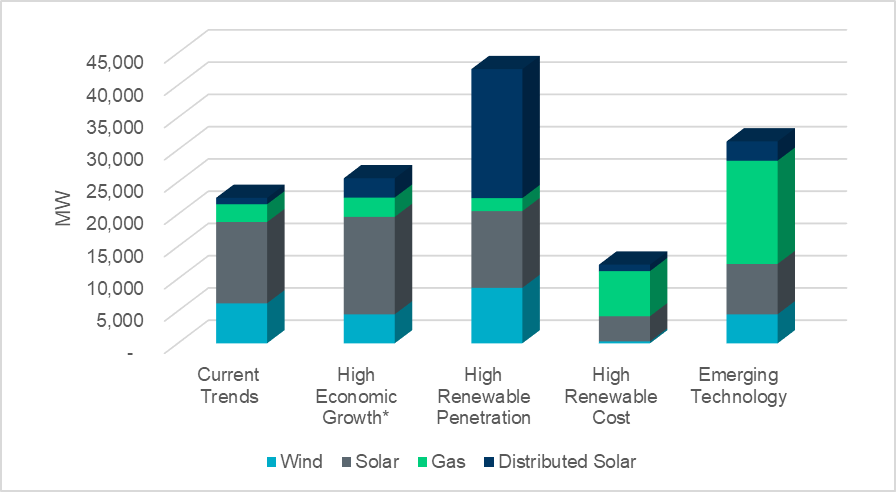 45,000
40,000
35,000
30,000
25,000
20,000
15,000
10,000
5,000
-
MW
Current
Trends
High
Economic
Growth*
High
Renewable
Penetration
High
Renewable
Cost
Emerging
Technology
Wind Solar Gas Distributed Solar